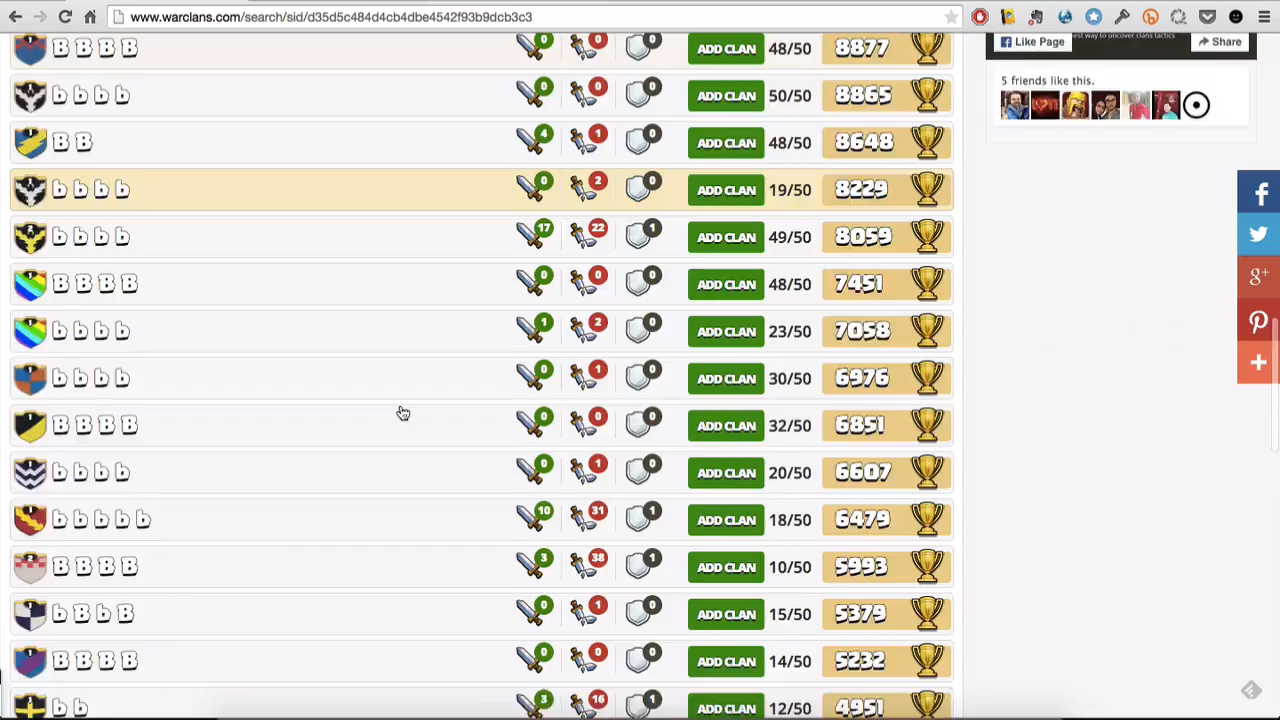 www.warclans.com/search/sid/d35d5c484d4cb4dbe4542f93b9dcb3c3
B B B B 0 0 0 ADD CLAN 48/50 8877
b b b b 0 0 0 ADD CLAN 50/50 8865
B B 4 1 0 ADD CLAN 48/50 8648
b b b b 0 2 0 ADD CLAN 19/50 8229
b b b b 17 22 1 ADD CLAN 49/50 8059
B B B B 0 0 0 ADD CLAN 48/50 7451
b b b b 1 2 0 ADD CLAN 23/50 7058
b b b b 0 1 0 ADD CLAN 30/50 6976
B B B B 0 0 0 ADD CLAN 32/50 6851
b b b b 0 1 0 ADD CLAN 20/50 6607
b b b b b 10 31 1 ADD CLAN 18/50 6479
B B B B 3 38 1 ADD CLAN 10/50 5993
b B b B 0 1 0 ADD CLAN 15/50 5379
B B B B 0 0 0 ADD CLAN 14/50 5232
b b 3 16 1 ADD CLAN 12/50 4951
best way to uncover clans tactics
Like Page Share
5 friends like this.